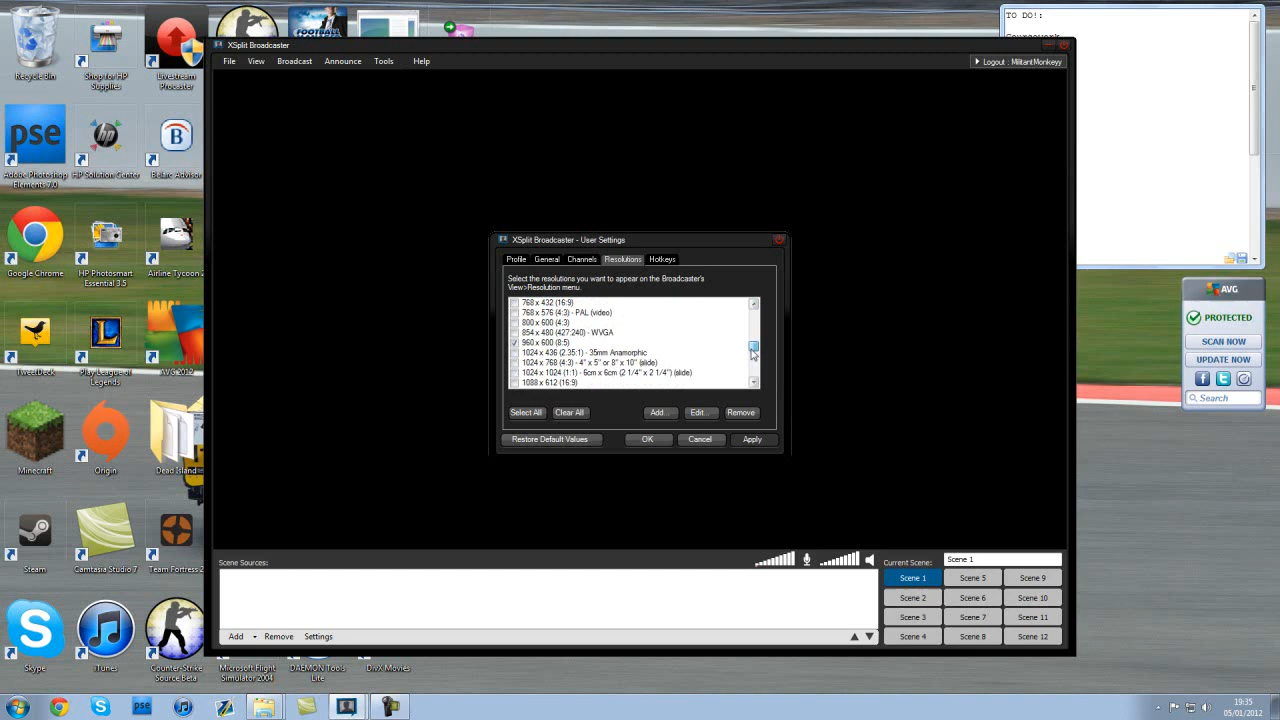 Recycle Bin
Shop for HP Supplies
Livestream Procaster
FOOTBALL
TO DO!:
XSplit Broadcaster
File View Broadcast Announce Tools Help
Logout : MilitantMonkeyy
pse
Adobe Photoshop Elements 7.0
HP Solution Center
Belarc Advisor
Google Chrome
HP Photosmart Essential 3.5
Airline Tycoon 2
TweetDeck
Play League of Legends
AVG 2012
Minecraft
Origin
Dead Island
Steam
Camtasia Studio 7
Team Fortress 2
Skype
iTunes
Counter-Strike Source Beta
Microsoft Flight Simulator 2004
DAEMON Tools Lite
DivX Movies
XSplit Broadcaster - User Settings
Profile General Channels Resolutions Hotkeys
Select the resolutions you want to appear on the Broadcaster's
View>Resolution menu.
768 x 432 (16:9)
768 x 576 (4:3) - PAL (video)
800 x 600 (4:3)
854 x 480 (427:240) - WVGA
960 x 600 (8:5)
1024 x 436 (2.35:1) - 35mm Anamorphic
1024 x 768 (4:3) - 4" x 5" or 8" x 10" (slide)
1024 x 1024 (1:1) - 6cm x 6cm (2 1/4" x 2 1/4") (slide)
1088 x 612 (16:9)
Select All Clear All Add... Edit... Remove
Restore Default Values OK Cancel Apply
AVG
PROTECTED
SCAN NOW
UPDATE NOW
Search
Scene Sources:
Current Scene: Scene 1
Scene 1 Scene 5 Scene 9
Scene 2 Scene 6 Scene 10
Scene 3 Scene 7 Scene 11
Scene 4 Scene 8 Scene 12
Add Remove Settings
pse
19:35
05/01/2012